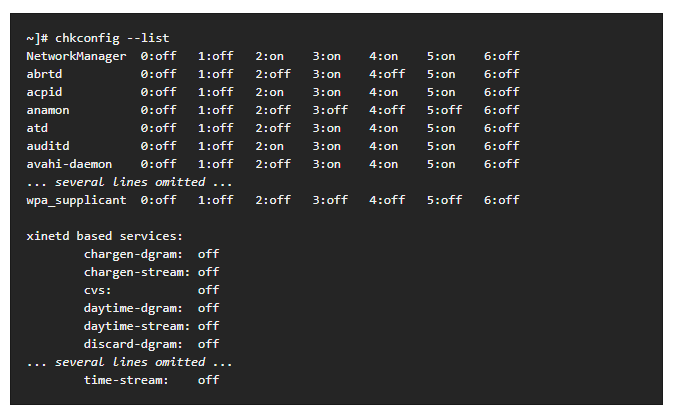 ~]# chkconfig --list
NetworkManager  0:off   1:off   2:on    3:on    4:on    5:on    6:off
abrtd           0:off   1:off   2:off   3:on    4:off   5:on    6:off
acpid           0:off   1:off   2:on    3:on    4:on    5:on    6:off
anamon          0:off   1:off   2:off   3:off   4:off   5:off   6:off
atd             0:off   1:off   2:off   3:on    4:on    5:on    6:off
auditd          0:off   1:off   2:on    3:on    4:on    5:on    6:off
avahi-daemon    0:off   1:off   2:off   3:on    4:on    5:on    6:off
... several lines omitted ...
wpa_supplicant  0:off   1:off   2:off   3:off   4:off   5:off   6:off

xinetd based services:
        chargen-dgram:  off
        chargen-stream: off
        cvs:            off
        daytime-dgram:  off
        daytime-stream: off
        discard-dgram:  off
... several lines omitted ...
        time-stream:    off